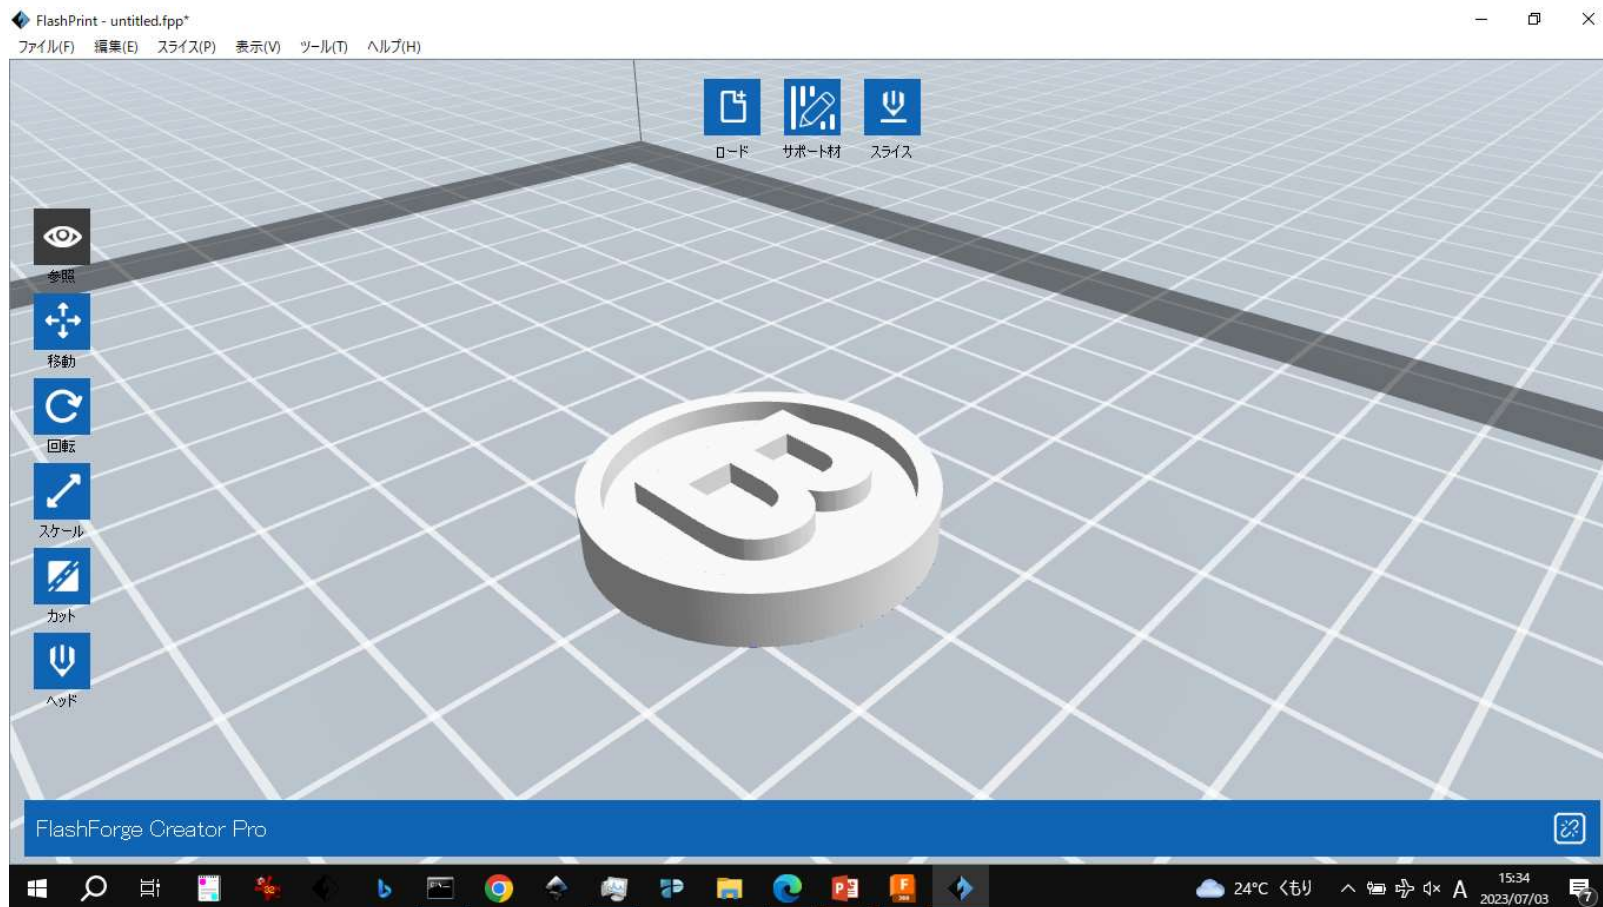 FlashPrint - untitled.fpp*
ファイル(F) 編集(E) スライス(P) 表示(V) ツール(T) ヘルプ(H)
ロード サポート材 スライス
参照
移動
回転
スケール
カット
ヘッド
B
FlashForge Creator Pro
24°C くもり A 15:34
2023/07/03 7